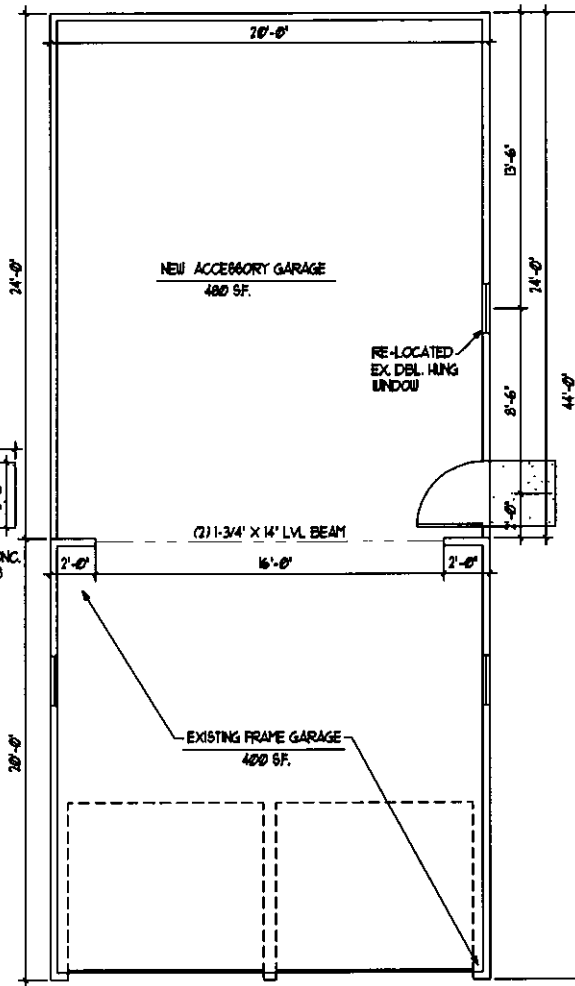 20'-0"
13'-6"
24'-0"
24'-0"
NEW ACCESSORY GARAGE
480 SF.
RE-LOCATED
EX. DBL. HUNG
WINDOW
8'-6"
44'-0"
2'-0"
(2) 1-3/4" X 14" LVL BEAM
2'-0"
16'-0"
2'-0"
20'-0"
EXISTING FRAME GARAGE
400 SF.